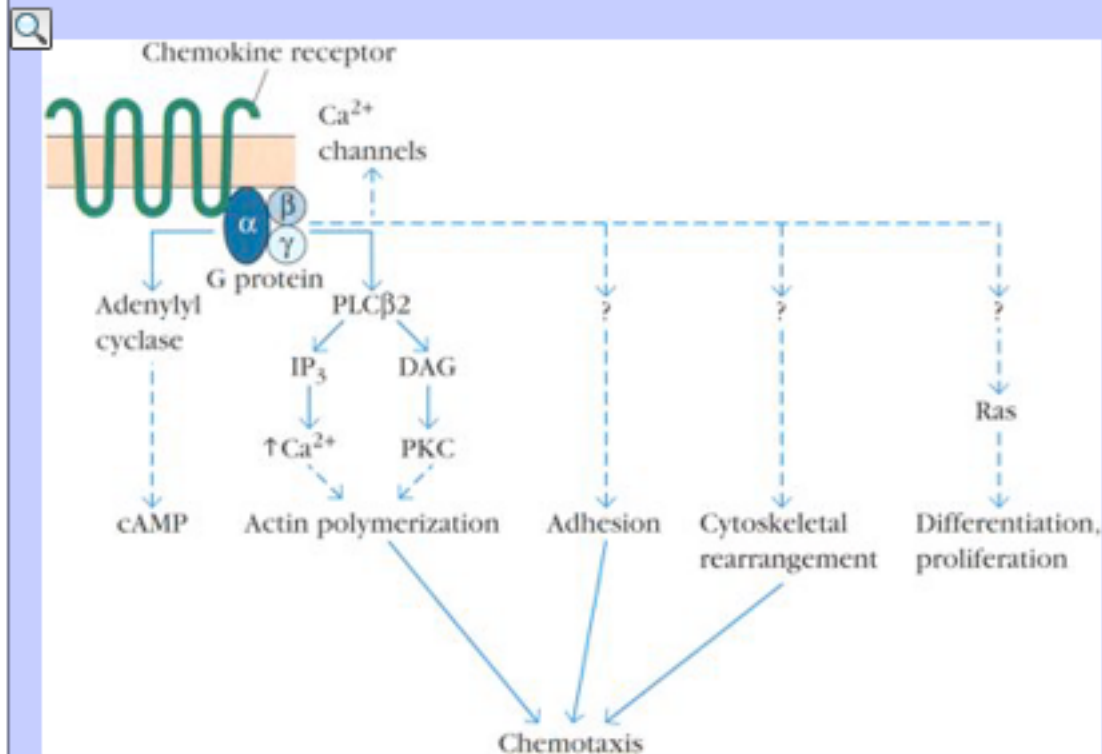 Chemokine receptor
Ca²⁺
channels
α
β
γ
G protein
Adenylyl
cyclase
PLCβ2
?
?
?
IP₃
DAG
Ras
↑Ca²⁺
PKC
cAMP
Actin polymerization
Adhesion
Cytoskeletal
rearrangement
Differentiation,
proliferation
Chemotaxis